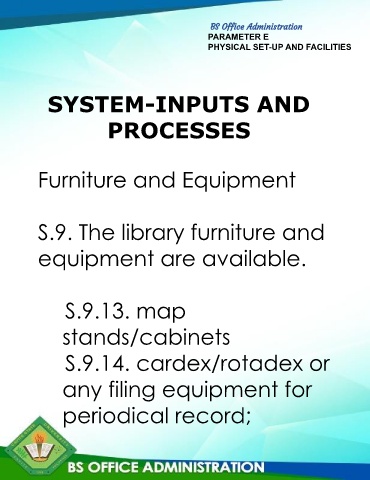 BS Office Administration
PARAMETER E
PHYSICAL SET-UP AND FACILITIES
SYSTEM-INPUTS AND
PROCESSES
Furniture and Equipment
S.9. The library furniture and
equipment are available.
S.9.13. map
stands/cabinets
S.9.14. cardex/rotadex or
any filing equipment for
periodical record;
BS OFFICE ADMINISTRATION